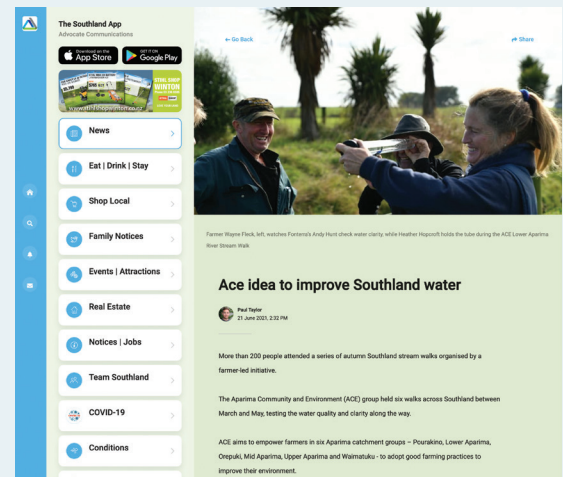 The Southland App
Advocate Communications
Download on the
App Store
GET IT ON
Google Play
STIHL SHOP
WINTON
www.stihlshopwinton.co.nz
News
Eat | Drink | Stay
Shop Local
Family Notices
Events | Attractions
Real Estate
Notices | Jobs
Team Southland
COVID-19
Conditions
← Go Back
Share
Farmer Wayne Fleck, left, watches Fonterra's Andy Hunt check water clarity, while Heather Hopcroft holds the tube during the ACE Lower Aparima
River Stream Walk
Ace idea to improve Southland water
Paul Taylor
21 June 2021, 2:32 PM
More than 200 people attended a series of autumn Southland stream walks organised by a
farmer-led initiative.
The Aparima Community and Environment (ACE) group held six walks across Southland between
March and May, testing the water quality and clarity along the way.
ACE aims to empower farmers in six Aparima catchment groups – Pourakino, Lower Aparima,
Orepuki, Mid Aparima, Upper Aparima and Waimatuku - to adopt good farming practices to
improve their environment.